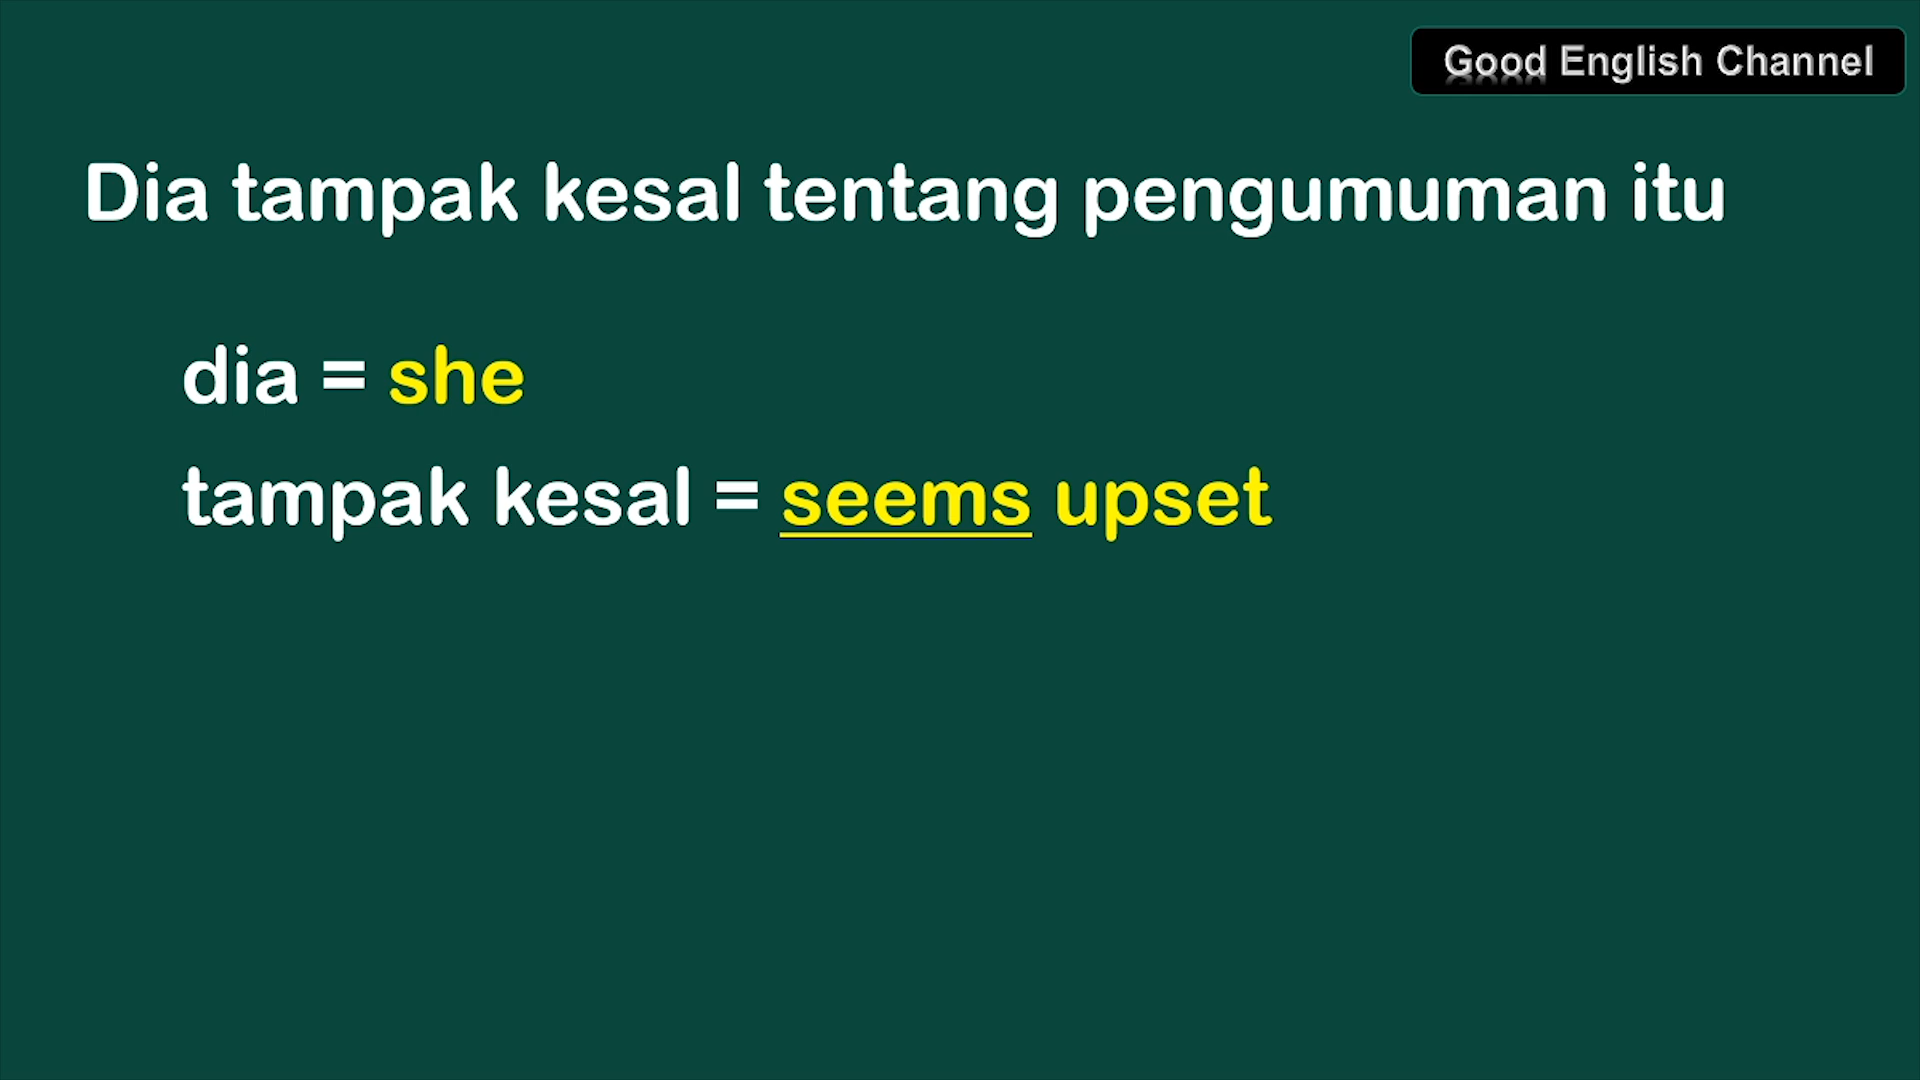 Good English Channel
Dia tampak kesal tentang pengumuman itu
dia = she
tampak kesal = seems upset